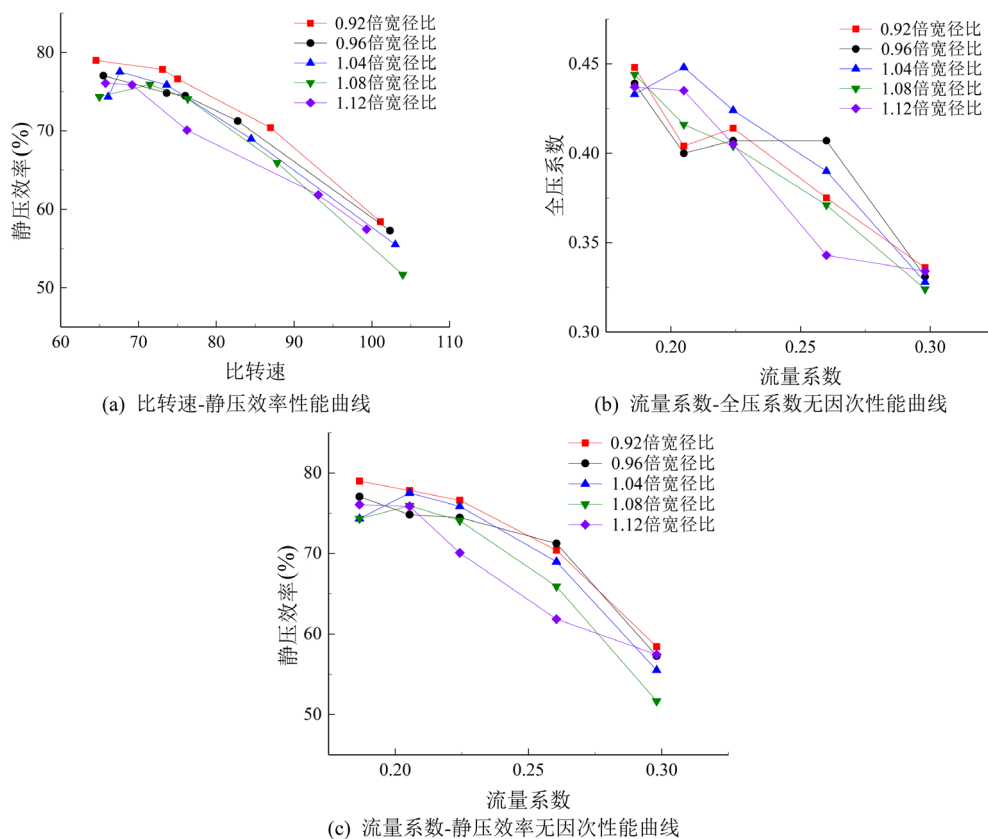 0.92倍宽径比
0.96倍宽径比
1.04倍宽径比
1.08倍宽径比
1.12倍宽径比
80
70
60
50
静压效率(%)
60 70 80 90 100 110
比转速
(a) 比转速-静压效率性能曲线
0.92倍宽径比
0.96倍宽径比
1.04倍宽径比
1.08倍宽径比
1.12倍宽径比
0.45
0.40
0.35
0.30
全压系数
0.20 0.25 0.30
流量系数
(b) 流量系数-全压系数无因次性能曲线
0.92倍宽径比
0.96倍宽径比
1.04倍宽径比
1.08倍宽径比
1.12倍宽径比
80
70
60
50
静压效率(%)
0.20 0.25 0.30
流量系数
(c) 流量系数-静压效率无因次性能曲线